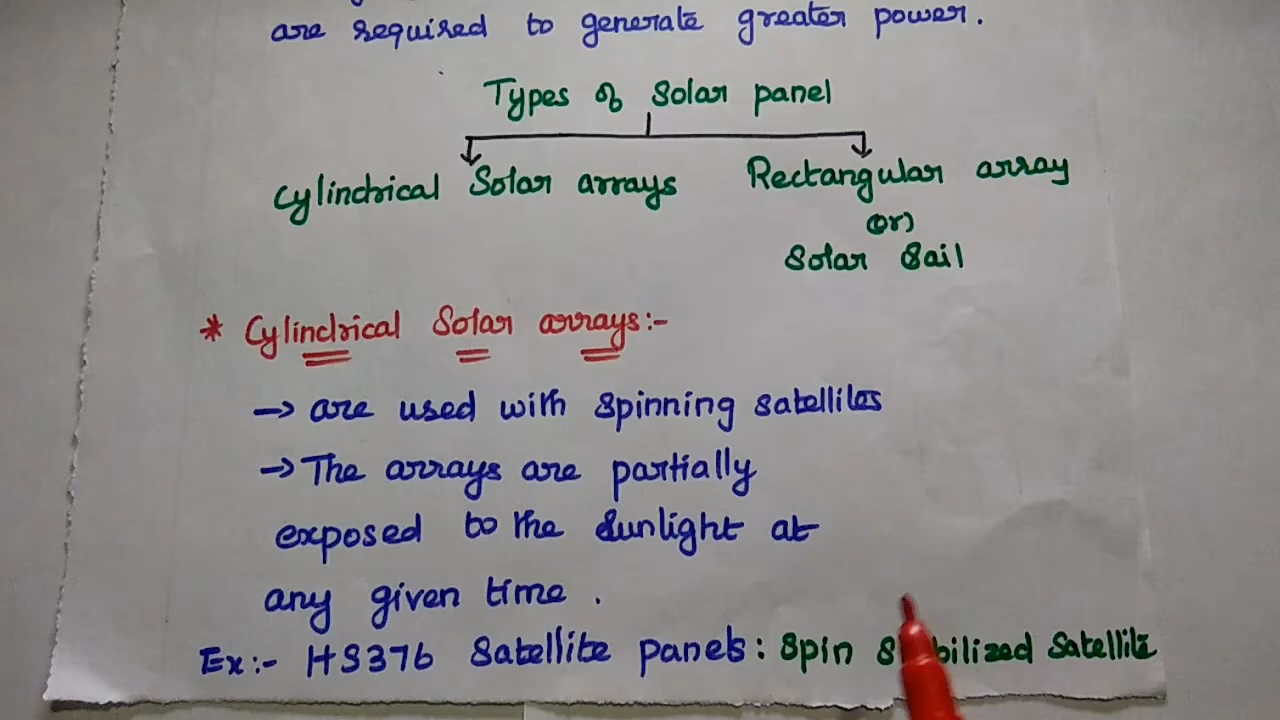 are required to generate greater power.
Types of Solar panel
Cylindrical Solar arrays
Rectangular array
(or)
Solar Sail
* Cylindrical Solar arrays:-
→ are used with spinning satellites
→ The arrays are partially
exposed to the sunlight at
any given time.
Ex:- HS376 Satellite panels: Spin Stabilized Satellite